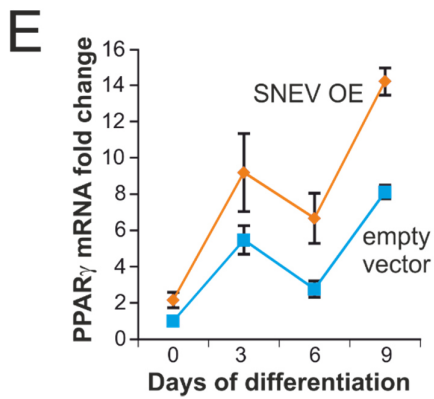 E
PPARγ mRNA fold change
16
14
12
10
8
6
4
2
0
SNEV OE
empty
vector
0 3 6 9
Days of differentiation